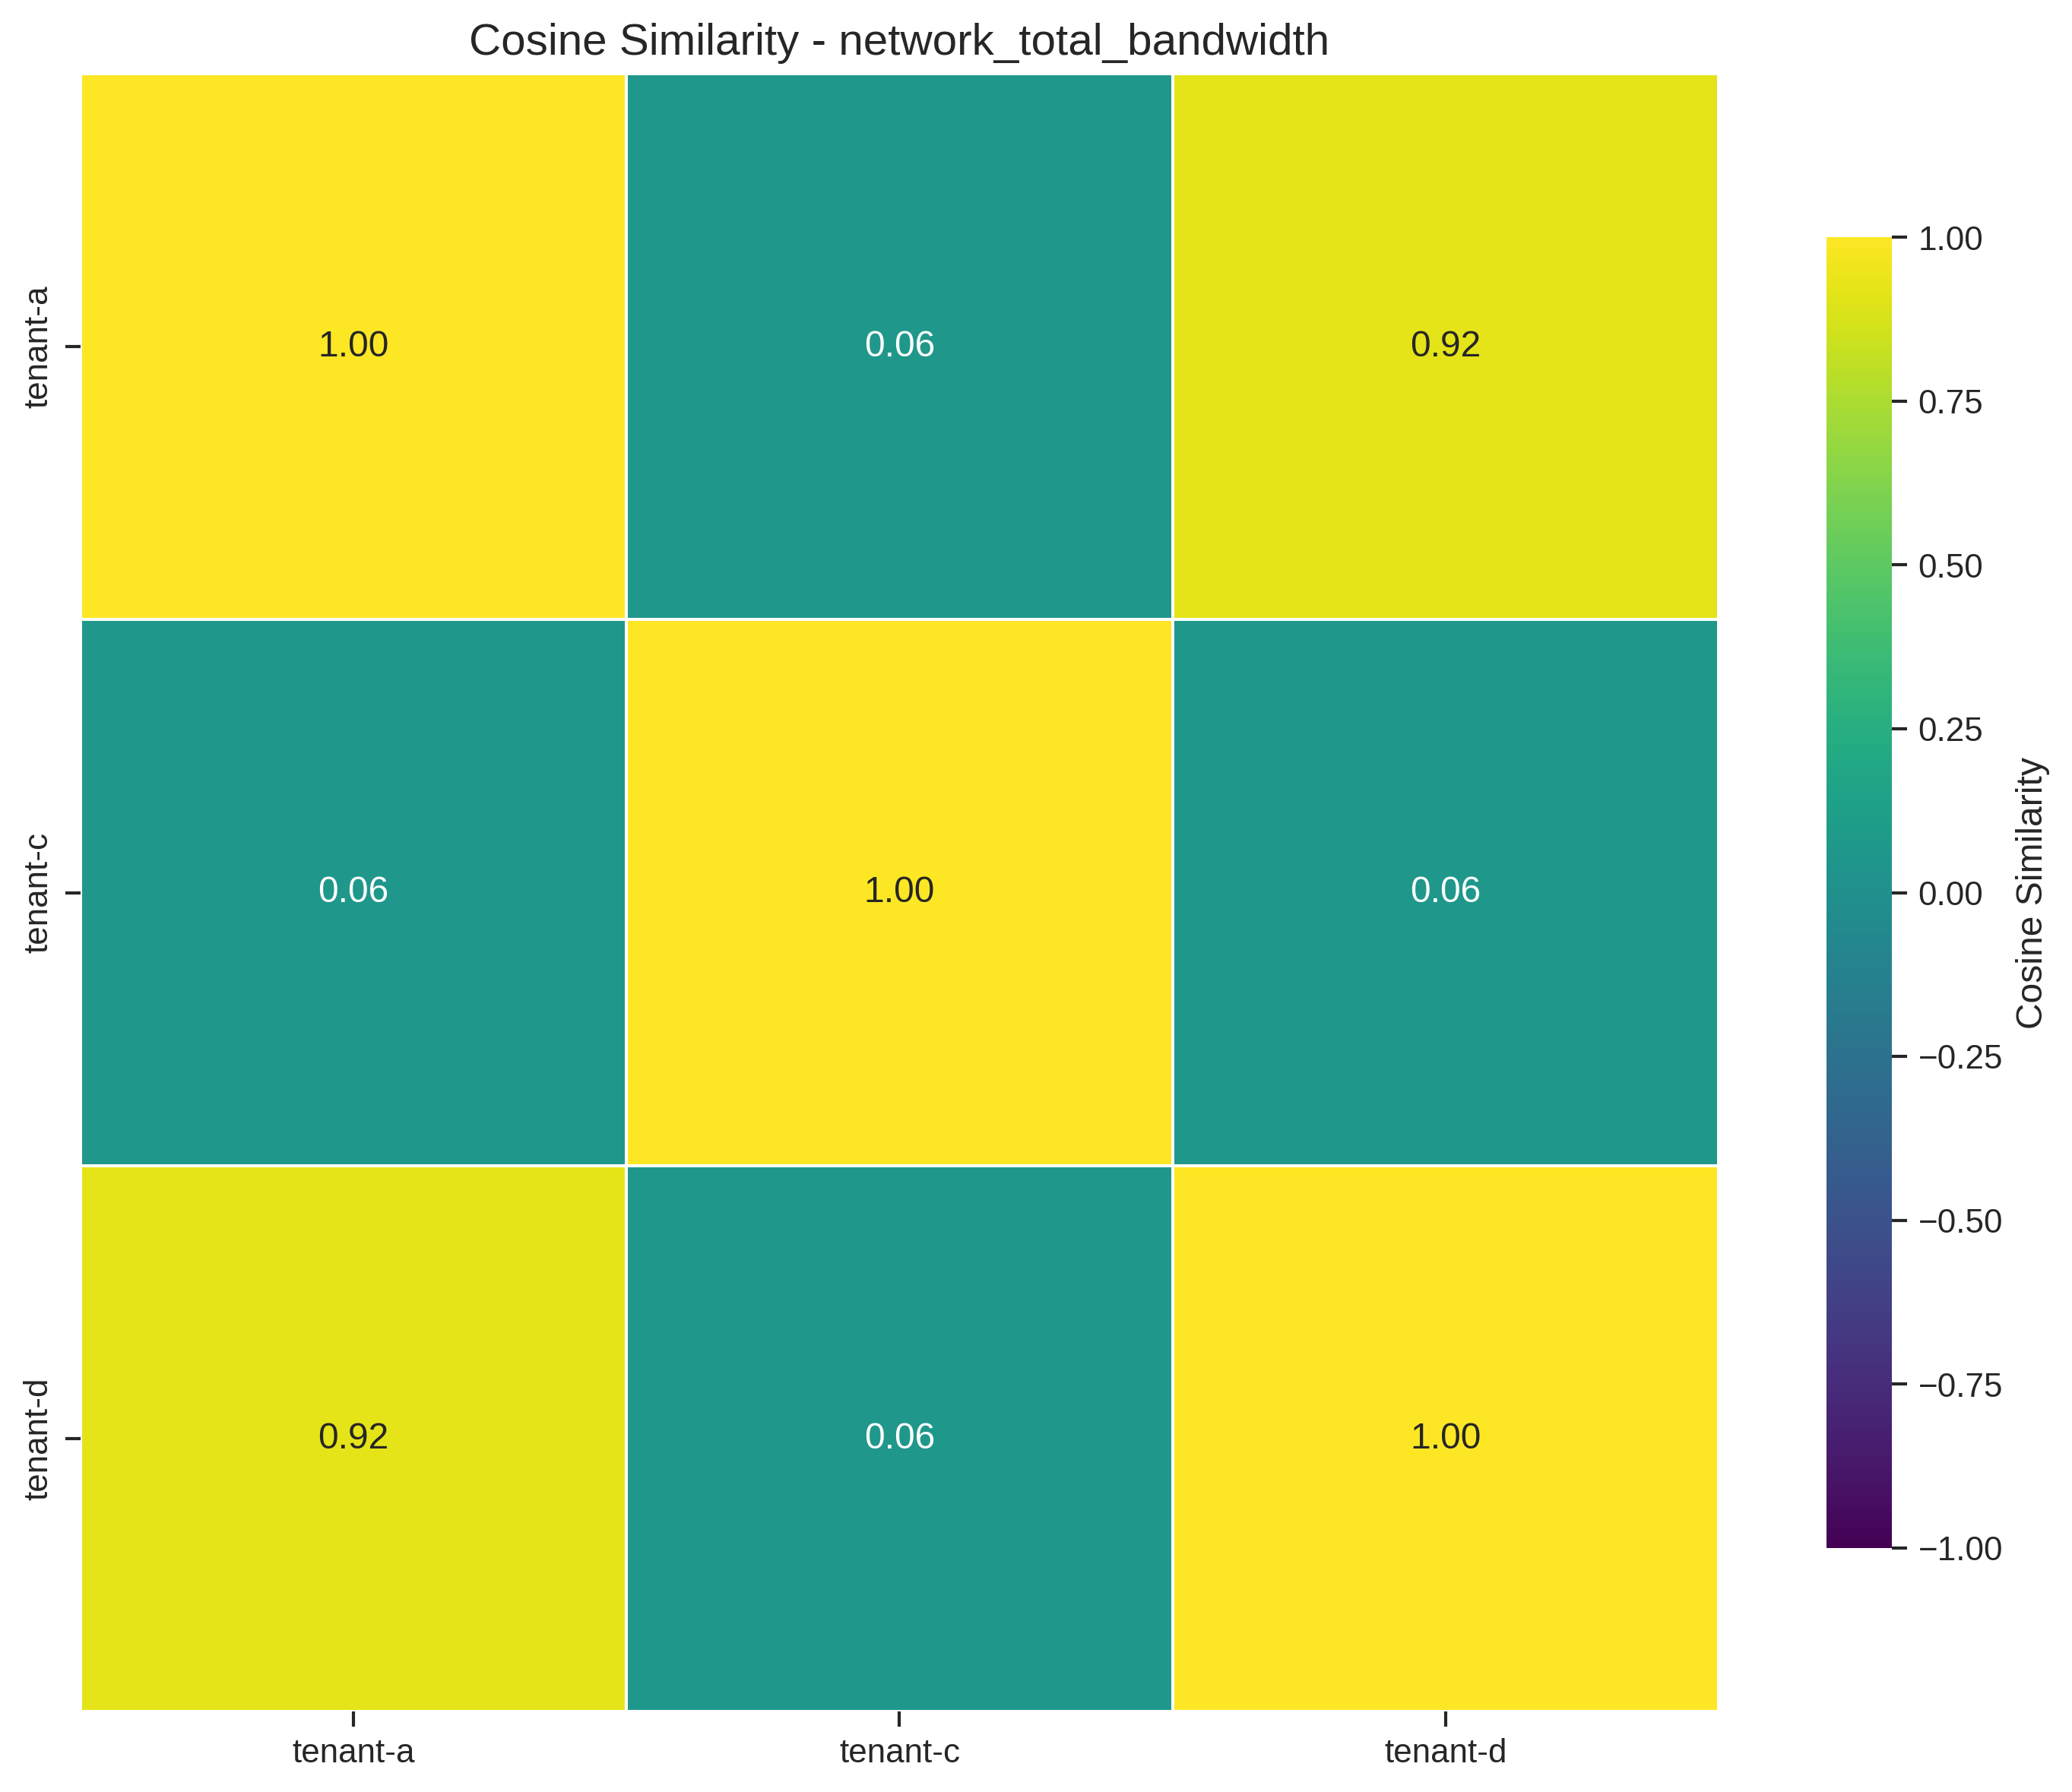 Cosine Similarity - network_total_bandwidth
tenant-a
1.00
0.06
0.92
tenant-c
0.06
1.00
0.06
tenant-d
0.92
0.06
1.00
tenant-a
tenant-c
tenant-d
1.00
0.75
0.50
0.25
0.00
−0.25
−0.50
−0.75
−1.00
Cosine Similarity